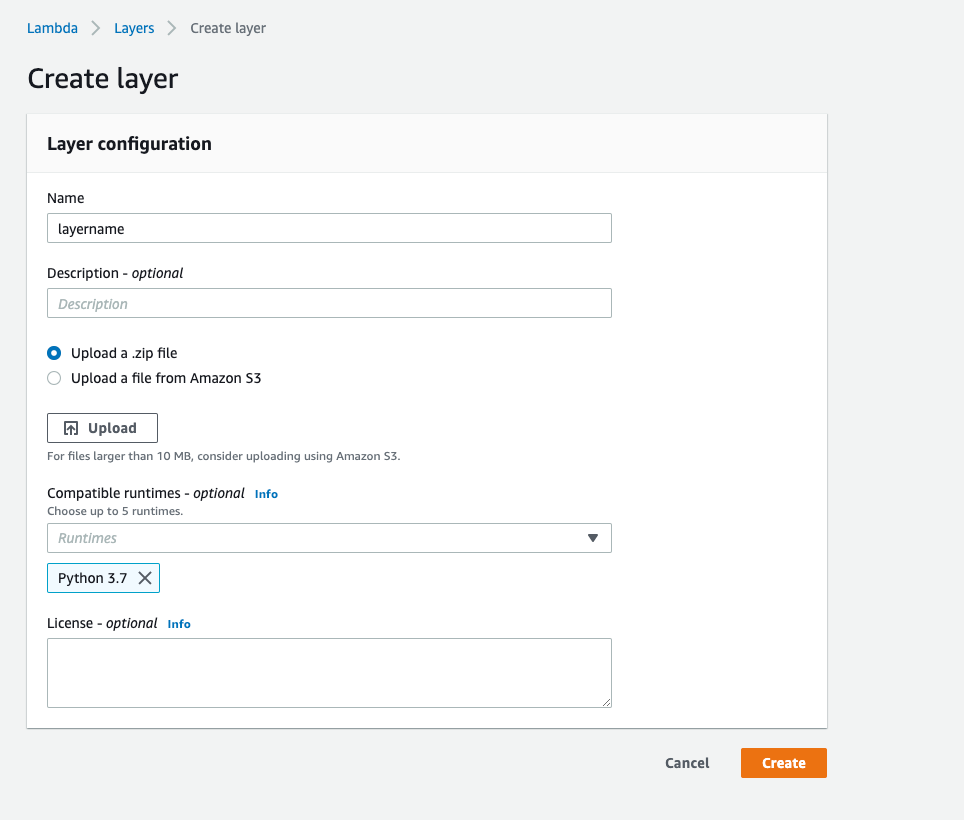 Lambda Layers Create layer
Create layer
Layer configuration
Name
layername
Description - optional
Description
Upload a .zip file
Upload a file from Amazon S3
Upload
For files larger than 10 MB, consider uploading using Amazon S3.
Compatible runtimes - optional Info
Choose up to 5 runtimes.
Runtimes
Python 3.7
License - optional Info
Cancel Create